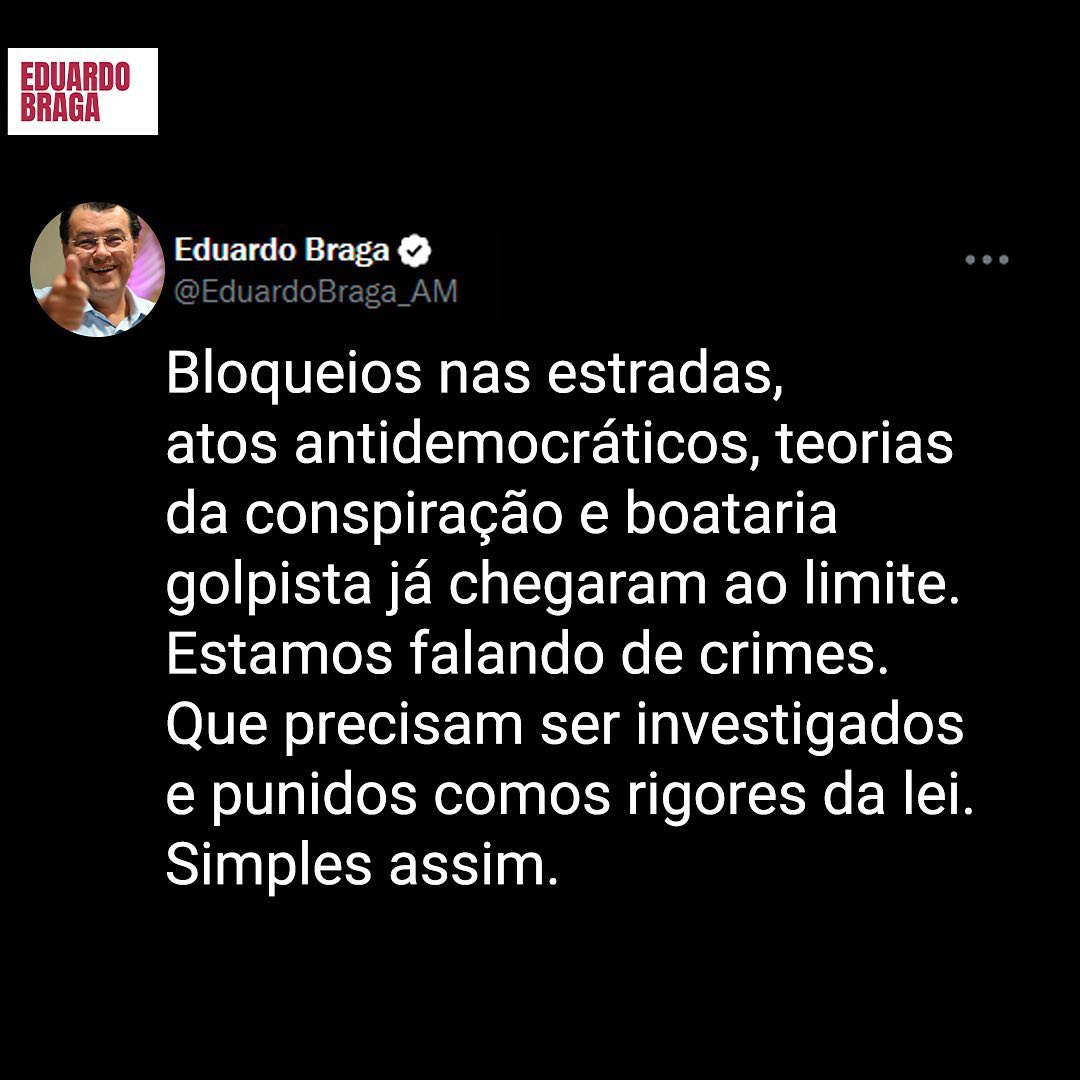 EDUARDO
BRAGA
Eduardo Braga
@EduardoBraga_AM
Bloqueios nas estradas,
atos antidemocráticos, teorias
da conspiração e boataria
golpista já chegaram ao limite.
Estamos falando de crimes.
Que precisam ser investigados
e punidos comos rigores da lei.
Simples assim.